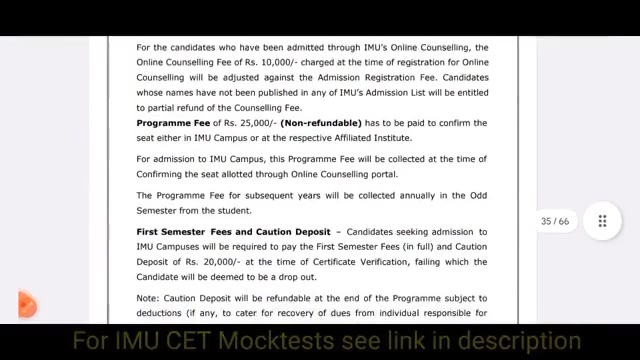 For the candidates who have been admitted through IMU's Online Counselling, the
Online Counselling Fee of Rs. 10,000/- charged at the time of registration for Online
Counselling will be adjusted against the Admission Registration Fee. Candidates
whose names have not been published in any of IMU's Admission List will be entitled
to partial refund of the Counselling Fee.
Programme Fee of Rs. 25,000/- (Non-refundable) has to be paid to confirm the
seat either in IMU Campus or at the respective Affiliated Institute.
For admission to IMU Campus, this Programme Fee will be collected at the time of
Confirming the seat allotted through Online Counselling portal.
The Programme Fee for subsequent years will be collected annually in the Odd
Semester from the student.
35 / 66
First Semester Fees and Caution Deposit – Candidates seeking admission to
IMU Campuses will be required to pay the First Semester Fees (in full) and Caution
Deposit of Rs. 20,000/- at the time of Certificate Verification, failing which the
Candidate will be deemed to be a drop out.
Note: Caution Deposit will be refundable at the end of the Programme subject to
deductions (if any, to cater for recovery of dues from individual responsible for
For IMU CET Mocktests see link in description